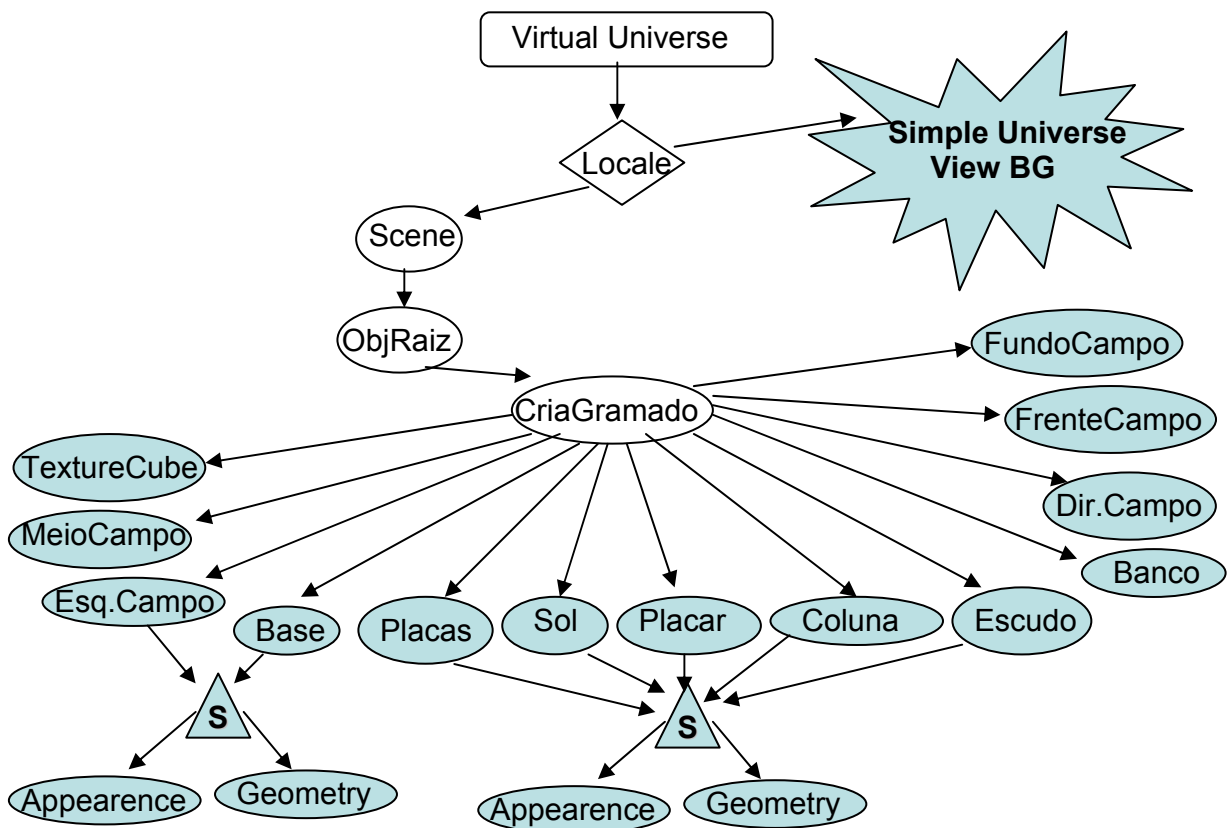 Virtual Universe
Simple Universe
View BG
Locale
Scene
ObjRaiz
FundoCampo
CriaGramado
FrenteCampo
TextureCube
Dir.Campo
MeioCampo
Banco
Esq.Campo
Base
Placas
Sol
Placar
Coluna
Escudo
S
S
Appearence
Geometry
Appearence
Geometry